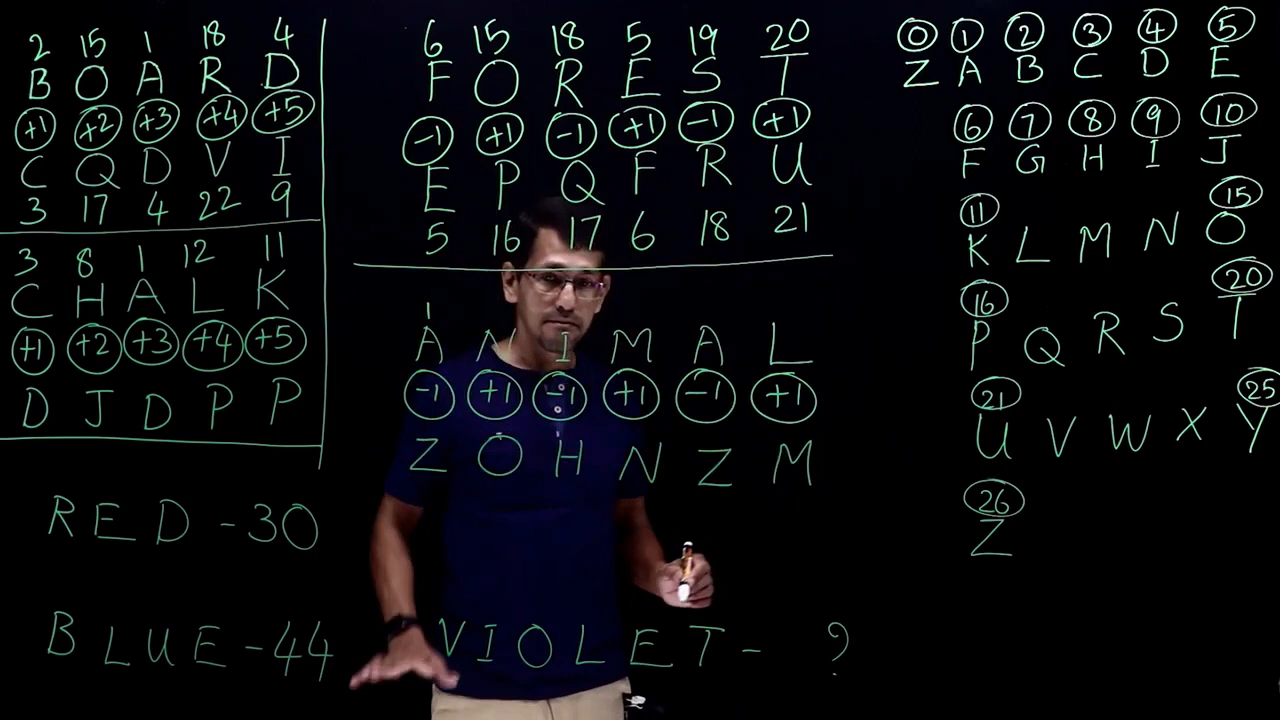 2 15 1 18 4
B O A R D
+1 +2 +3 +4 +5
C Q D V I
3 17 4 22 9
3 8 1 12 11
C H A L K
+1 +2 +3 +4 +5
D J D P P
RED - 30
BLUE - 44
6 15 18 5 19 20
F O R E S T
-1 +1 -1 +1 -1 +1
E P Q F R U
5 16 17 6 18 21
1
A N I M A L
-1 +1 -1 +1 -1 +1
Z O H N Z M
VIOLET - ?
0 1 2 3 4 5
Z A B C D E
6 7 8 9 10
F G H I J
11 15
K L M N O
16 20
P Q R S T
21 25
U V W X Y
26
Z